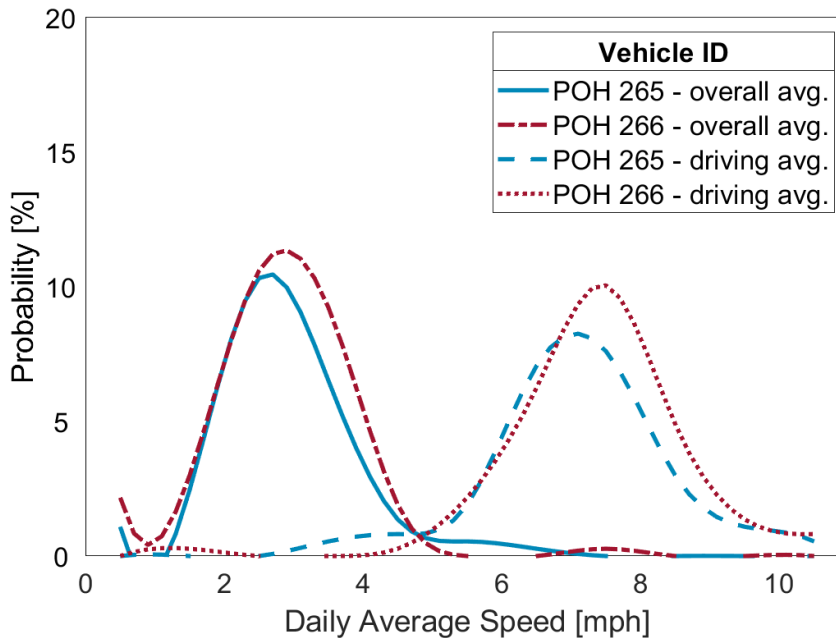 20
15
10
5
0
0
2
4
6
8
10
Probability [%]
Daily Average Speed [mph]
Vehicle ID
POH 265 - overall avg.
POH 266 - overall avg.
POH 265 - driving avg.
POH 266 - driving avg.